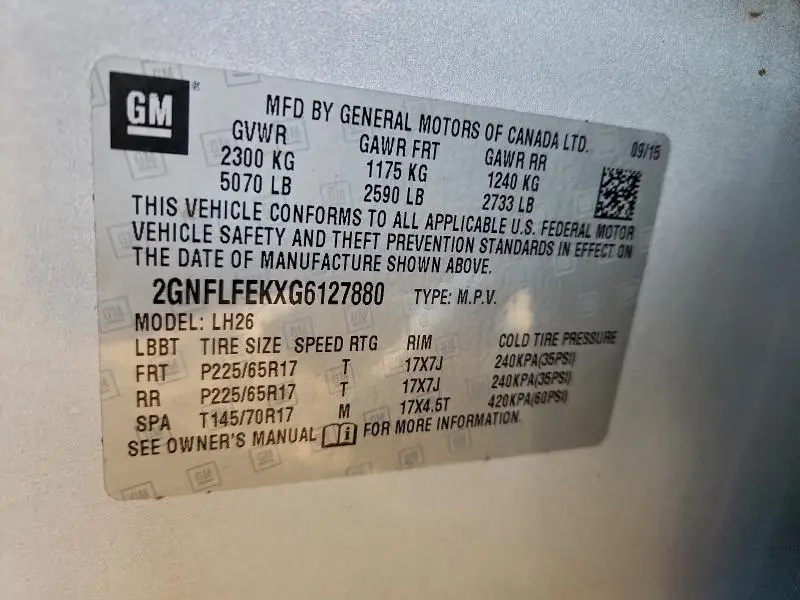 GM®
MFD BY GENERAL MOTORS OF CANADA LTD. 09/15
GVWR GAWR FRT GAWR RR
2300 KG 1175 KG 1240 KG
5070 LB 2590 LB 2733 LB
THIS VEHICLE CONFORMS TO ALL APPLICABLE U.S. FEDERAL MOTOR
VEHICLE SAFETY AND THEFT PREVENTION STANDARDS IN EFFECT ON
THE DATE OF MANUFACTURE SHOWN ABOVE.
2GNFLFEKXG6127880 TYPE: M.P.V.
MODEL: LH26
LBBT TIRE SIZE SPEED RTG RIM COLD TIRE PRESSURE
FRT P225/65R17 T 17X7J 240KPA(35PSI)
RR P225/65R17 T 17X7J 240KPA(35PSI)
SPA T145/70R17 M 17X4.5T 420KPA(60PSI)
SEE OWNER'S MANUAL i FOR MORE INFORMATION.